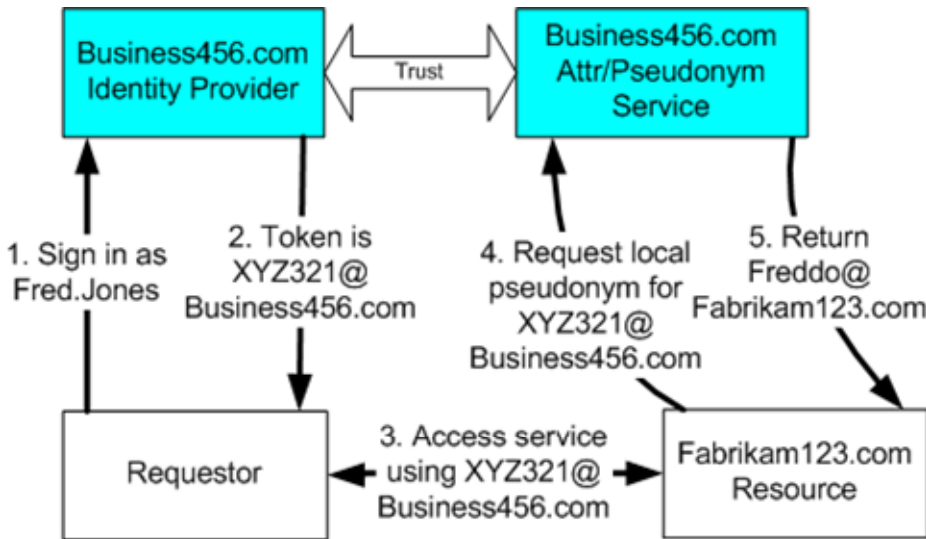 Business456.com
Identity Provider
Trust
Business456.com
Attr/Pseudonym
Service
1. Sign in as
Fred.Jones
2. Token is
XYZ321@
Business456.com
4. Request local
pseudonym for
XYZ321@
Business456.com
5. Return
Freddo@
Fabrikam123.com
Requestor
3. Access service
using XYZ321@
Business456.com
Fabrikam123.com
Resource